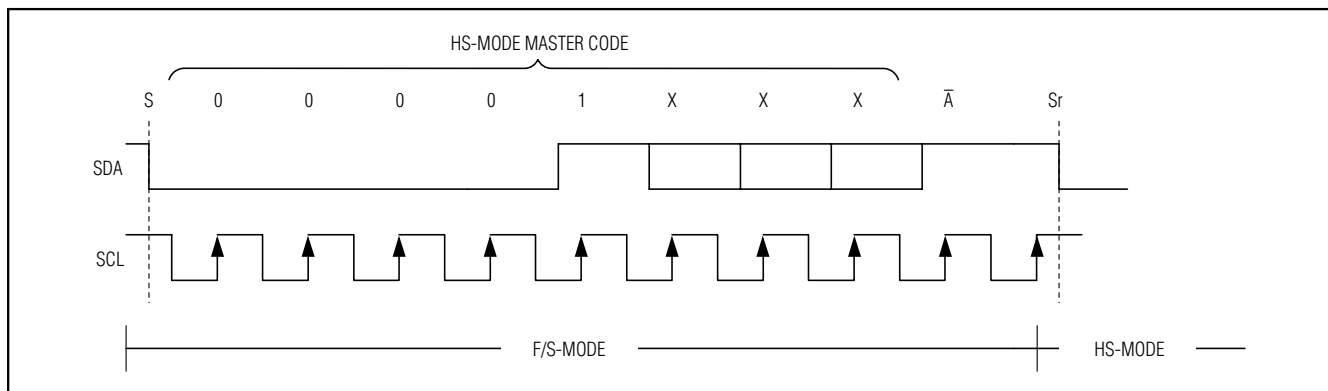 HS-MODE MASTER CODE
S 0 0 0 0 1 X X X A̅ Sr
SDA
SCL
F/S-MODE HS-MODE